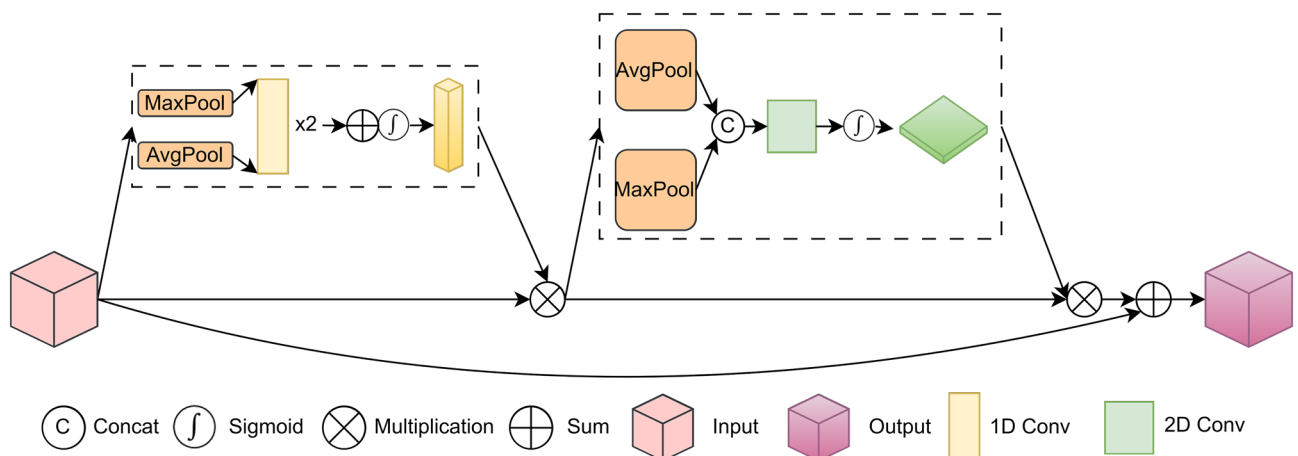 AvgPool
MaxPool
x2
AvgPool
C
MaxPool
C Concat
Sigmoid
Multiplication
Sum
Input
Output
1D Conv
2D Conv